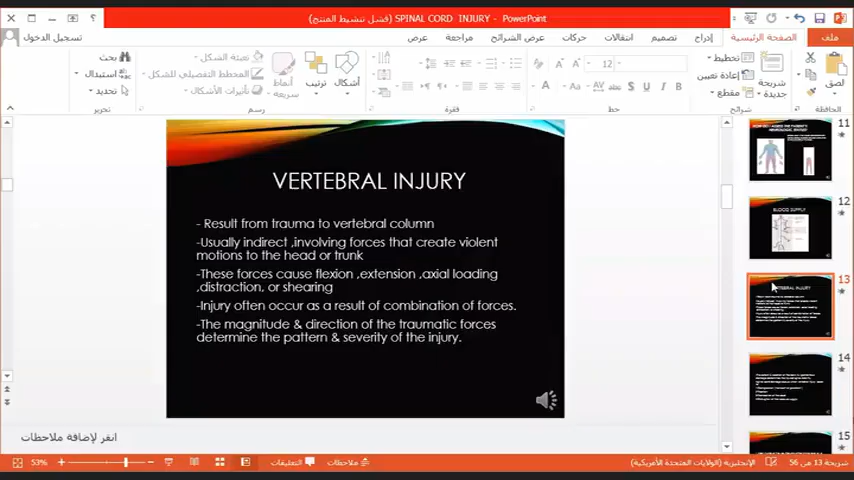 SPINAL CORD  INJURY (فشل تنشيط المنتج) - PowerPoint
ملف
الصفحة الرئيسية
إدراج
تصميم
انتقالات
حركات
عرض الشرائح
مراجعة
عرض
تسجيل الدخول
لصق
الحافظة
شريحة
جديدة
تخطيط
إعادة تعيين
مقطع
شرائح
12
خط
فقرة
أشكال
ترتيب
أنماط
سريعة
تعبئة الشكل
المخطط التفصيلي للشكل
تأثيرات الأشكال
رسم
بحث
استبدال
تحديد
تحرير
VERTEBRAL INJURY
- Result from trauma to vertebral column
-Usually indirect ,involving forces that create violent
motions to the head or trunk
-These forces cause flexion ,extension ,axial loading
,distraction, or shearing
-Injury often occur as a result of combination of forces.
-The magnitude & direction of the traumatic forces
determine the pattern & severity of the injury.
11
12
BLOOD SUPPLY
13
VERTEBRAL INJURY
14
15
انقر لإضافة ملاحظات
شريحة 13 من 56
الإنجليزية (الولايات المتحدة الأمريكية)
ملاحظات
التعليقات
53%